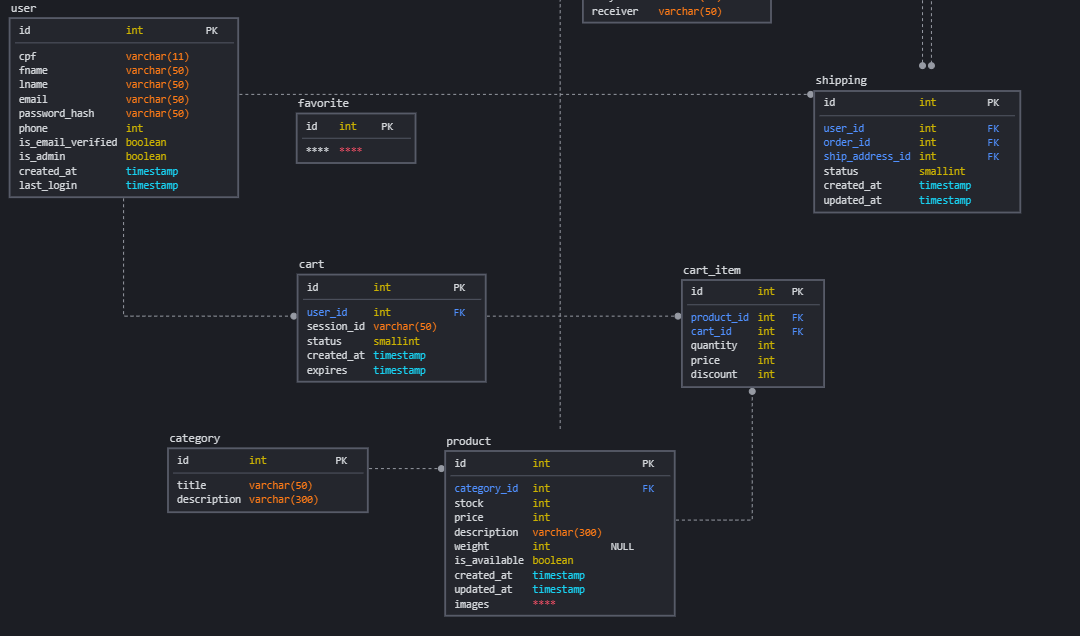 user
id int PK
cpf varchar(11)
fname varchar(50)
lname varchar(50)
email varchar(50)
password_hash varchar(50)
phone int
is_email_verified boolean
is_admin boolean
created_at timestamp
last_login timestamp
receiver varchar(50)
favorite
id int PK
**** ****
shipping
id int PK
user_id int FK
order_id int FK
ship_address_id int FK
status smallint
created_at timestamp
updated_at timestamp
cart
id int PK
user_id int FK
session_id varchar(50)
status smallint
created_at timestamp
expires timestamp
cart_item
id int PK
product_id int FK
cart_id int FK
quantity int
price int
discount int
category
id int PK
title varchar(50)
description varchar(300)
product
id int PK
category_id int FK
stock int
price int
description varchar(300)
weight int NULL
is_available boolean
created_at timestamp
updated_at timestamp
images ****